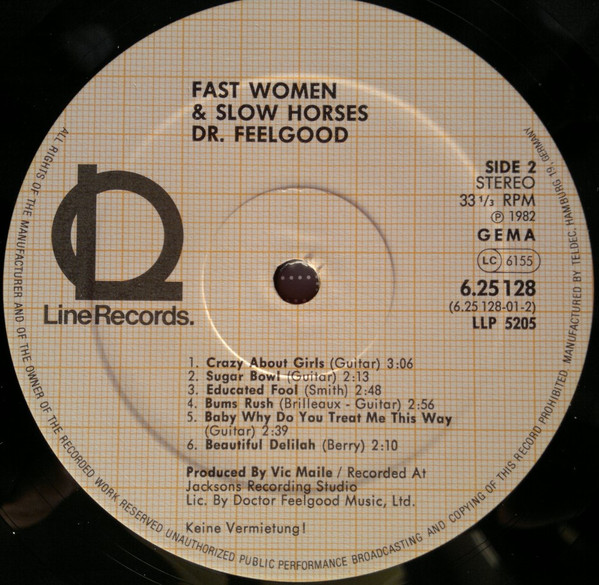 FAST WOMEN
& SLOW HORSES
DR. FEELGOOD
SIDE 2
STEREO
33 1/3 RPM
Ⓟ 1982
GEMA
LC 6155
6.25 128
(6.25 128-01-2)
LLP 5205
LineRecords.
1. Crazy About Girls (Guitar) 3:06
2. Sugar Bowl (Guitar) 2:13
3. Educated Fool (Smith) 2:48
4. Bums Rush (Brilleaux - Guitar) 2:56
5. Baby Why Do You Treat Me This Way
(Guitar) 2:39
6. Beautiful Delilah (Berry) 2:10
Produced By Vic Maile / Recorded At
Jacksons Recording Studio
Lic. By Doctor Feelgood Music, Ltd.
Keine Vermietung!
ALL RIGHTS OF THE MANUFACTURER AND OF THE OWNER OF THE RECORDED WORK RESERVED UNAUTHORIZED PUBLIC PERFORMANCE BROADCASTING AND COPYING OF THIS RECORD PROHIBITED. MANUFACTURED BY TELDEC, HAMBURG 19, GERMANY